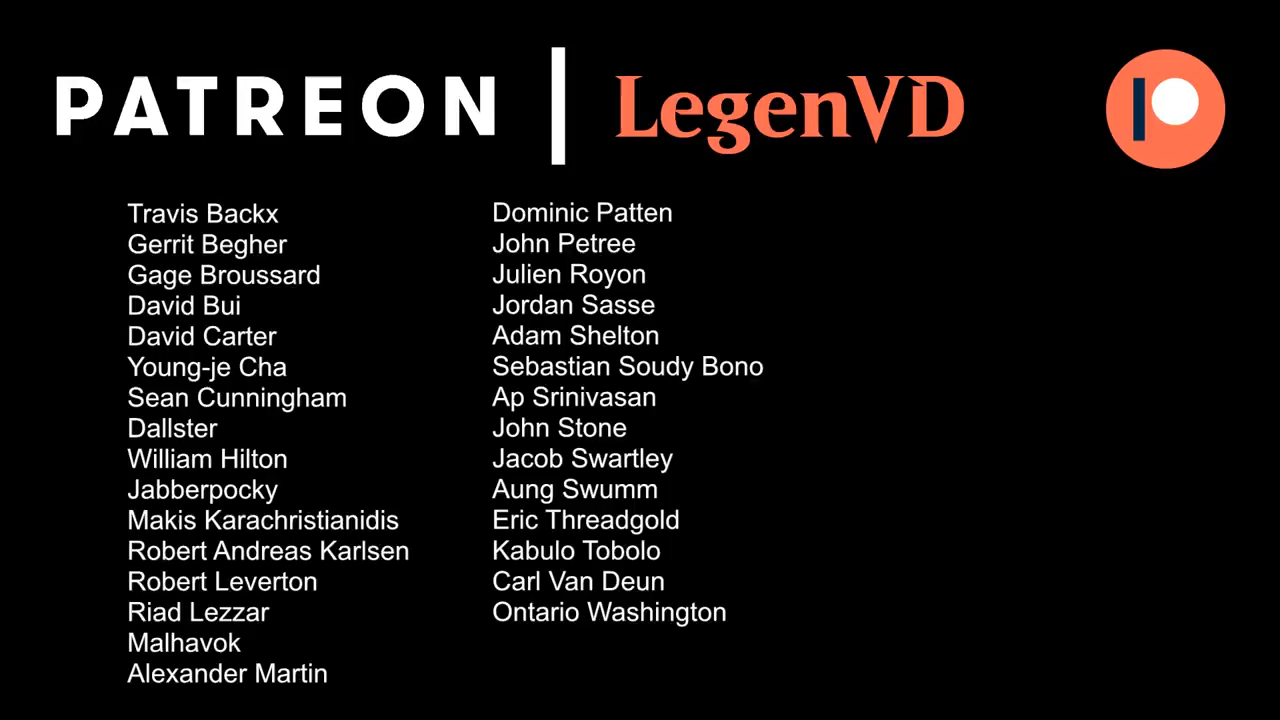 PATREON | LegenVD
Travis Backx
Gerrit Begher
Gage Broussard
David Bui
David Carter
Young-je Cha
Sean Cunningham
Dallster
William Hilton
Jabberpocky
Makis Karachristianidis
Robert Andreas Karlsen
Robert Leverton
Riad Lezzar
Malhavok
Alexander Martin
Dominic Patten
John Petree
Julien Royon
Jordan Sasse
Adam Shelton
Sebastian Soudy Bono
Ap Srinivasan
John Stone
Jacob Swartley
Aung Swumm
Eric Threadgold
Kabulo Tobolo
Carl Van Deun
Ontario Washington